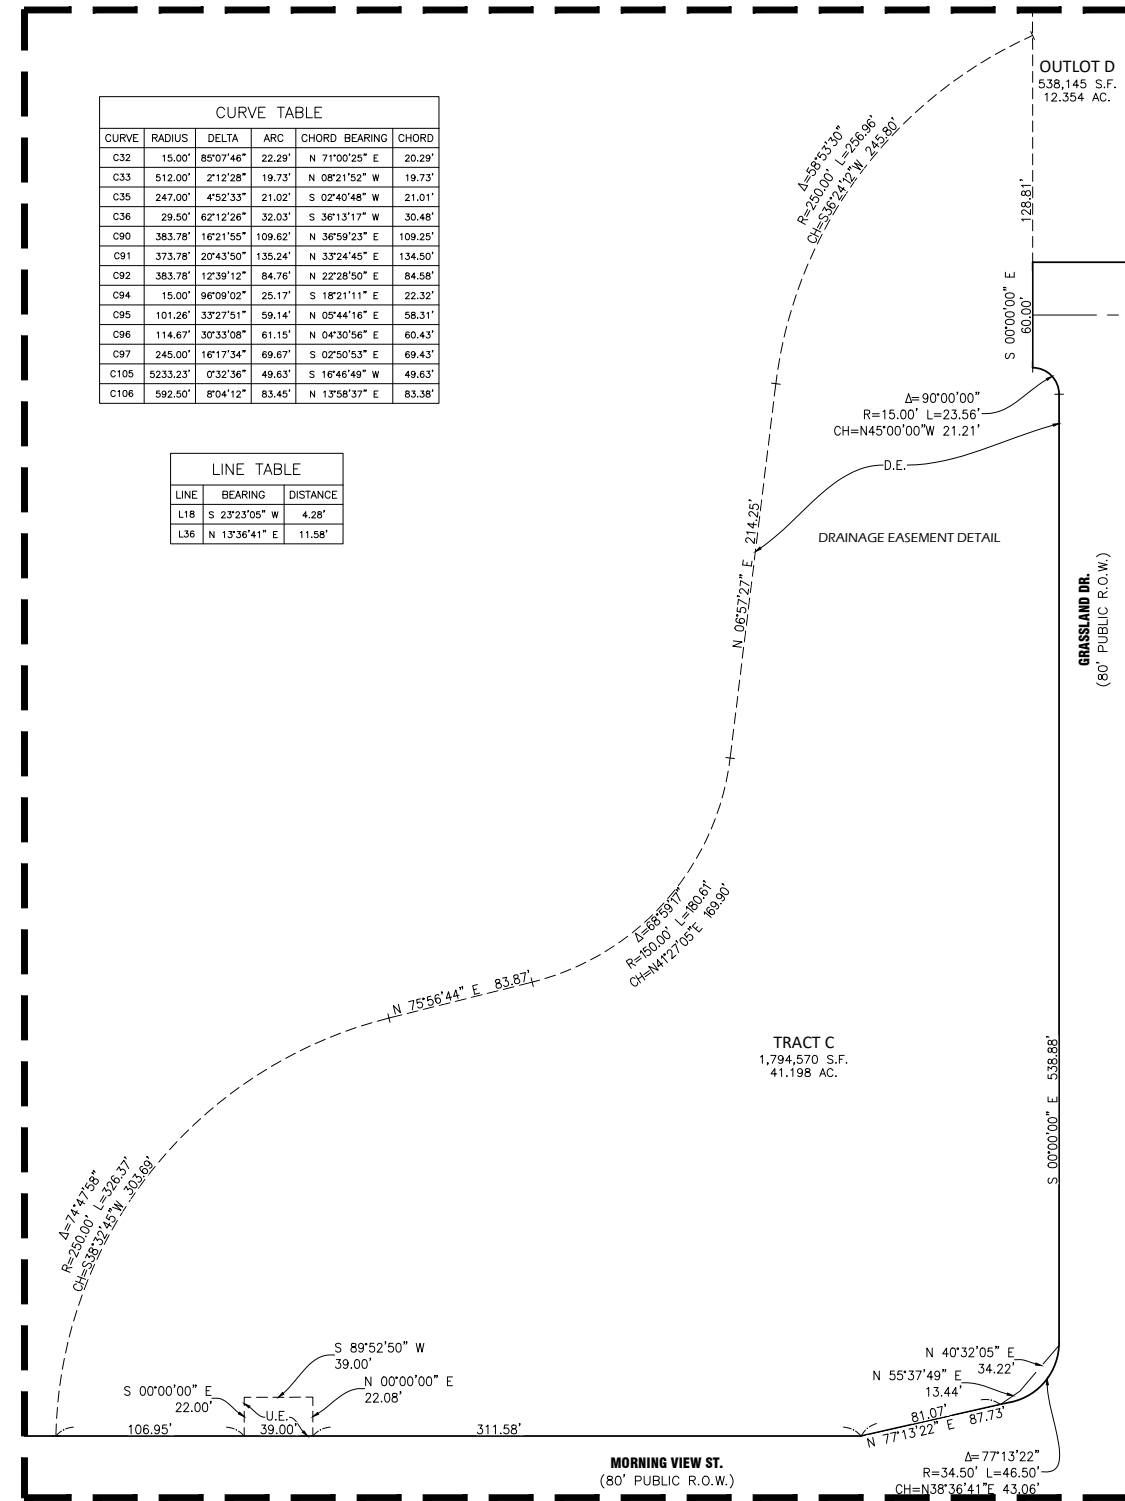 OUTLOT D
538,145 S.F.
12.354 AC.
CURVE TABLE
CURVE RADIUS DELTA ARC CHORD BEARING CHORD
C32 15.00' 85°07'46" 22.29' N 71°00'25" E 20.29'
C33 512.00' 2°12'28" 19.73' N 08°21'52" W 19.73'
C35 247.00' 4°52'33" 21.02' S 02°40'48" W 21.01'
C36 29.50' 62°12'26" 32.03' S 36°13'17" W 30.48'
C90 383.78' 16°21'55" 109.62' N 36°59'23" E 109.25'
C91 373.78' 20°43'50" 135.24' N 33°24'45" E 134.50'
C92 383.78' 12°39'12" 84.76' N 22°28'50" E 84.58'
C94 15.00' 96°09'02" 25.17' S 18°21'11" E 22.32'
C95 101.26' 33°27'51" 59.14' N 05°44'16" E 58.31'
C96 114.67' 30°33'08" 61.15' N 04°30'56" E 60.43'
C97 245.00' 16°17'34" 69.67' S 02°50'53" E 69.43'
C105 5233.23' 0°32'36" 49.63' S 16°46'49" W 49.63'
C106 592.50' 8°04'12" 83.45' N 13°58'37" E 83.38'
Δ=58°53'30"
R=250.00' L=256.96'
CH=S36°24'12"W 245.80'
128.81'
S 00°00'00" E
60.00'
Δ=90°00'00"
R=15.00' L=23.56'
CH=N45°00'00"W 21.21'
LINE TABLE
LINE BEARING DISTANCE
L18 S 23°23'05" W 4.28'
L36 N 13°36'41" E 11.58'
D.E.
DRAINAGE EASEMENT DETAIL
N 06°57'27" E 214.25'
GRASSLAND DR.
(80' PUBLIC R.O.W.)
Δ=68°59'17"
R=150.00' L=180.61'
CH=N41°27'05"E 169.90'
N 75°56'44" E 83.87'
TRACT C
1,794,570 S.F.
41.198 AC.
S 00°00'00" E 538.88'
Δ=74°47'58"
R=250.00' L=326.37'
CH=S38°32'45"W 303.69'
S 89°52'50" W
39.00'
N 00°00'00" E
22.08'
S 00°00'00" E
22.00'
U.E.
106.95'
39.00'
311.58'
N 40°32'05" E
34.22'
N 55°37'49" E
13.44'
81.07'
N 77°13'22" E 87.73'
Δ=77°13'22"
R=34.50' L=46.50'
CH=N38°36'41"E 43.06'
MORNING VIEW ST.
(80' PUBLIC R.O.W.)